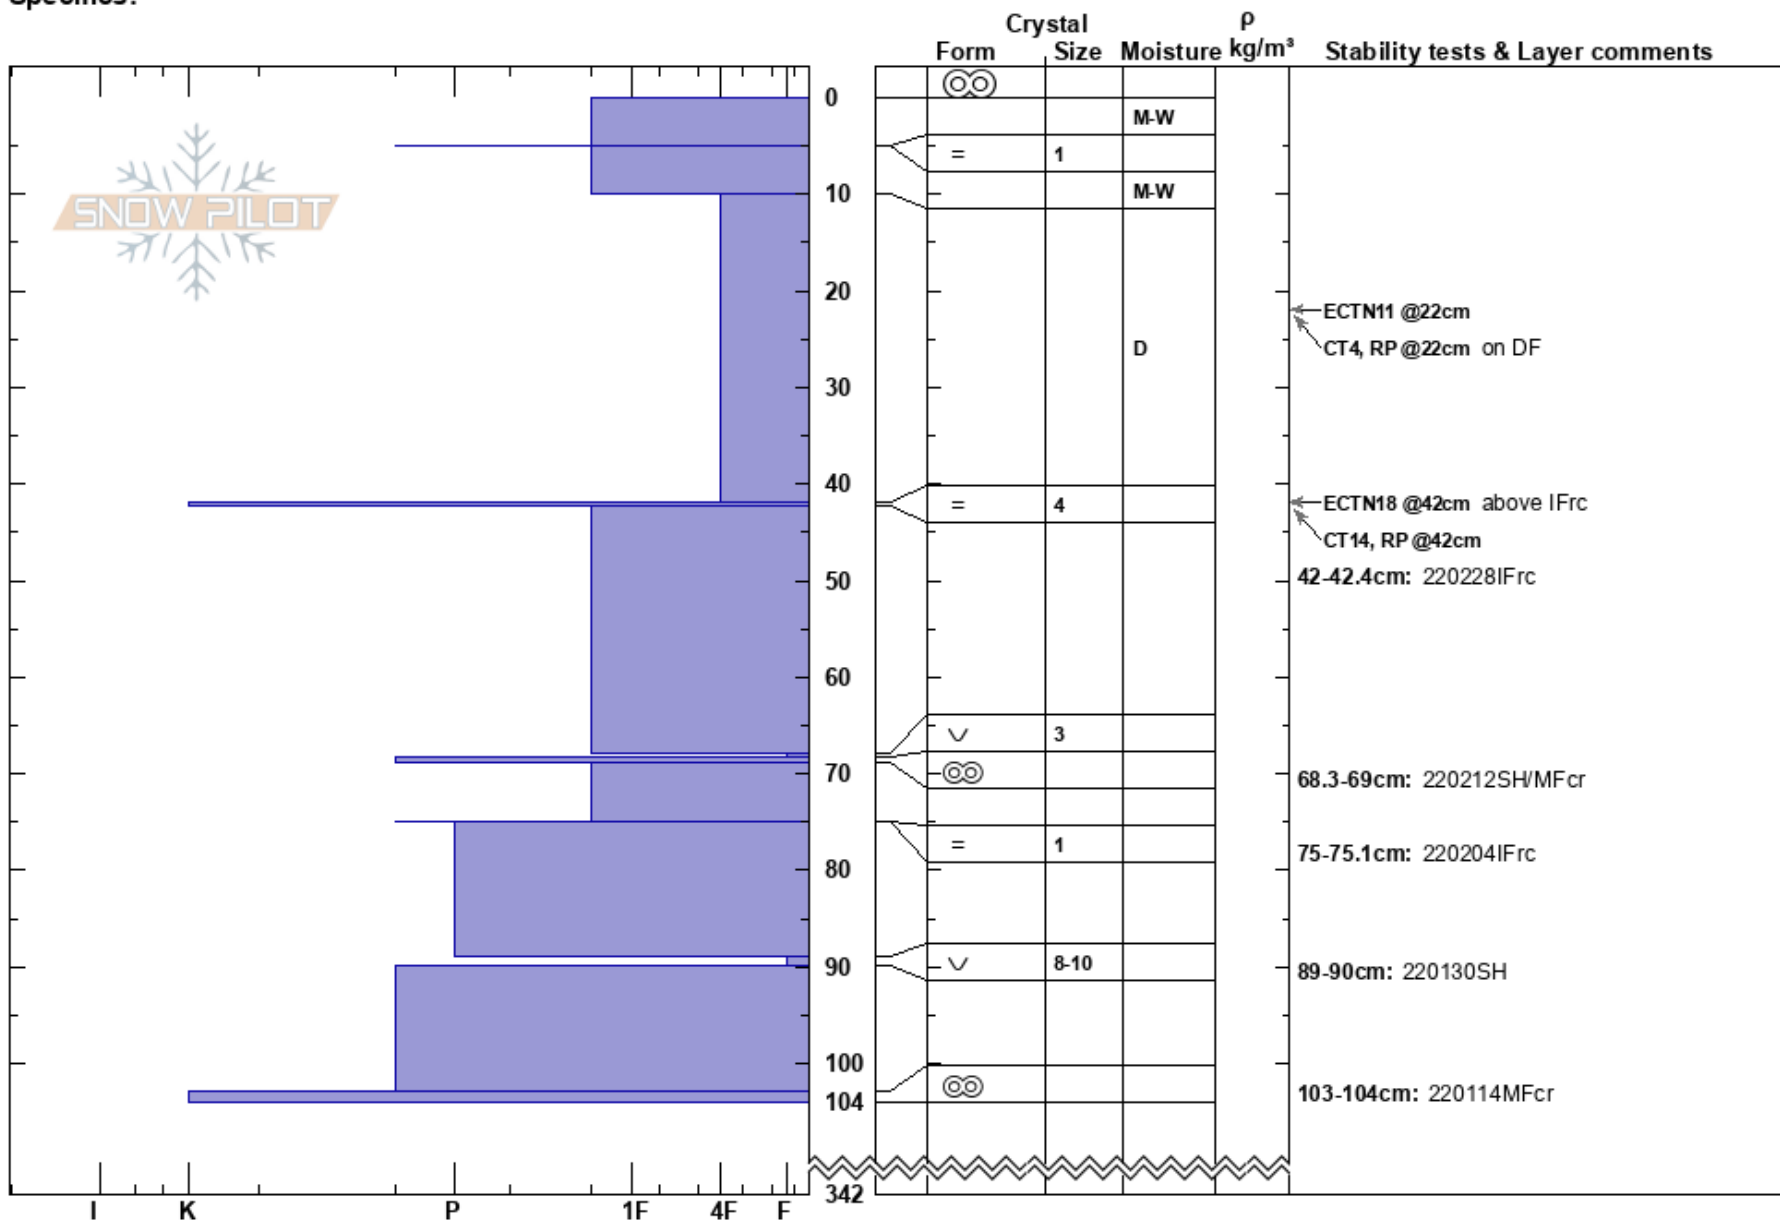 Specifics:
Crystal
ρ
Form Size Moisture kg/m³ Stability tests & Layer comments
0
M-W
= 1
SNOW PILOT
10
M-W
20
ECTN11 @22cm
D
CT4, RP @22cm on DF
30
40
= 4
ECTN18 @42cm above IFrc
CT14, RP @42cm
50
42-42.4cm: 220228IFrc
60
3
70
68.3-69cm: 220212SH/MFcr
= 1
75-75.1cm: 220204IFrc
80
8-10
90
89-90cm: 220130SH
100
104
103-104cm: 220114MFcr
342
I K P 1F 4F F